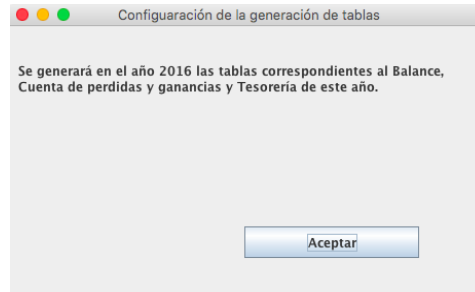 Configuaración de la generación de tablas
Se generará en el año 2016 las tablas correspondientes al Balance,
Cuenta de perdidas y ganancias y Tesorería de este año.
Aceptar